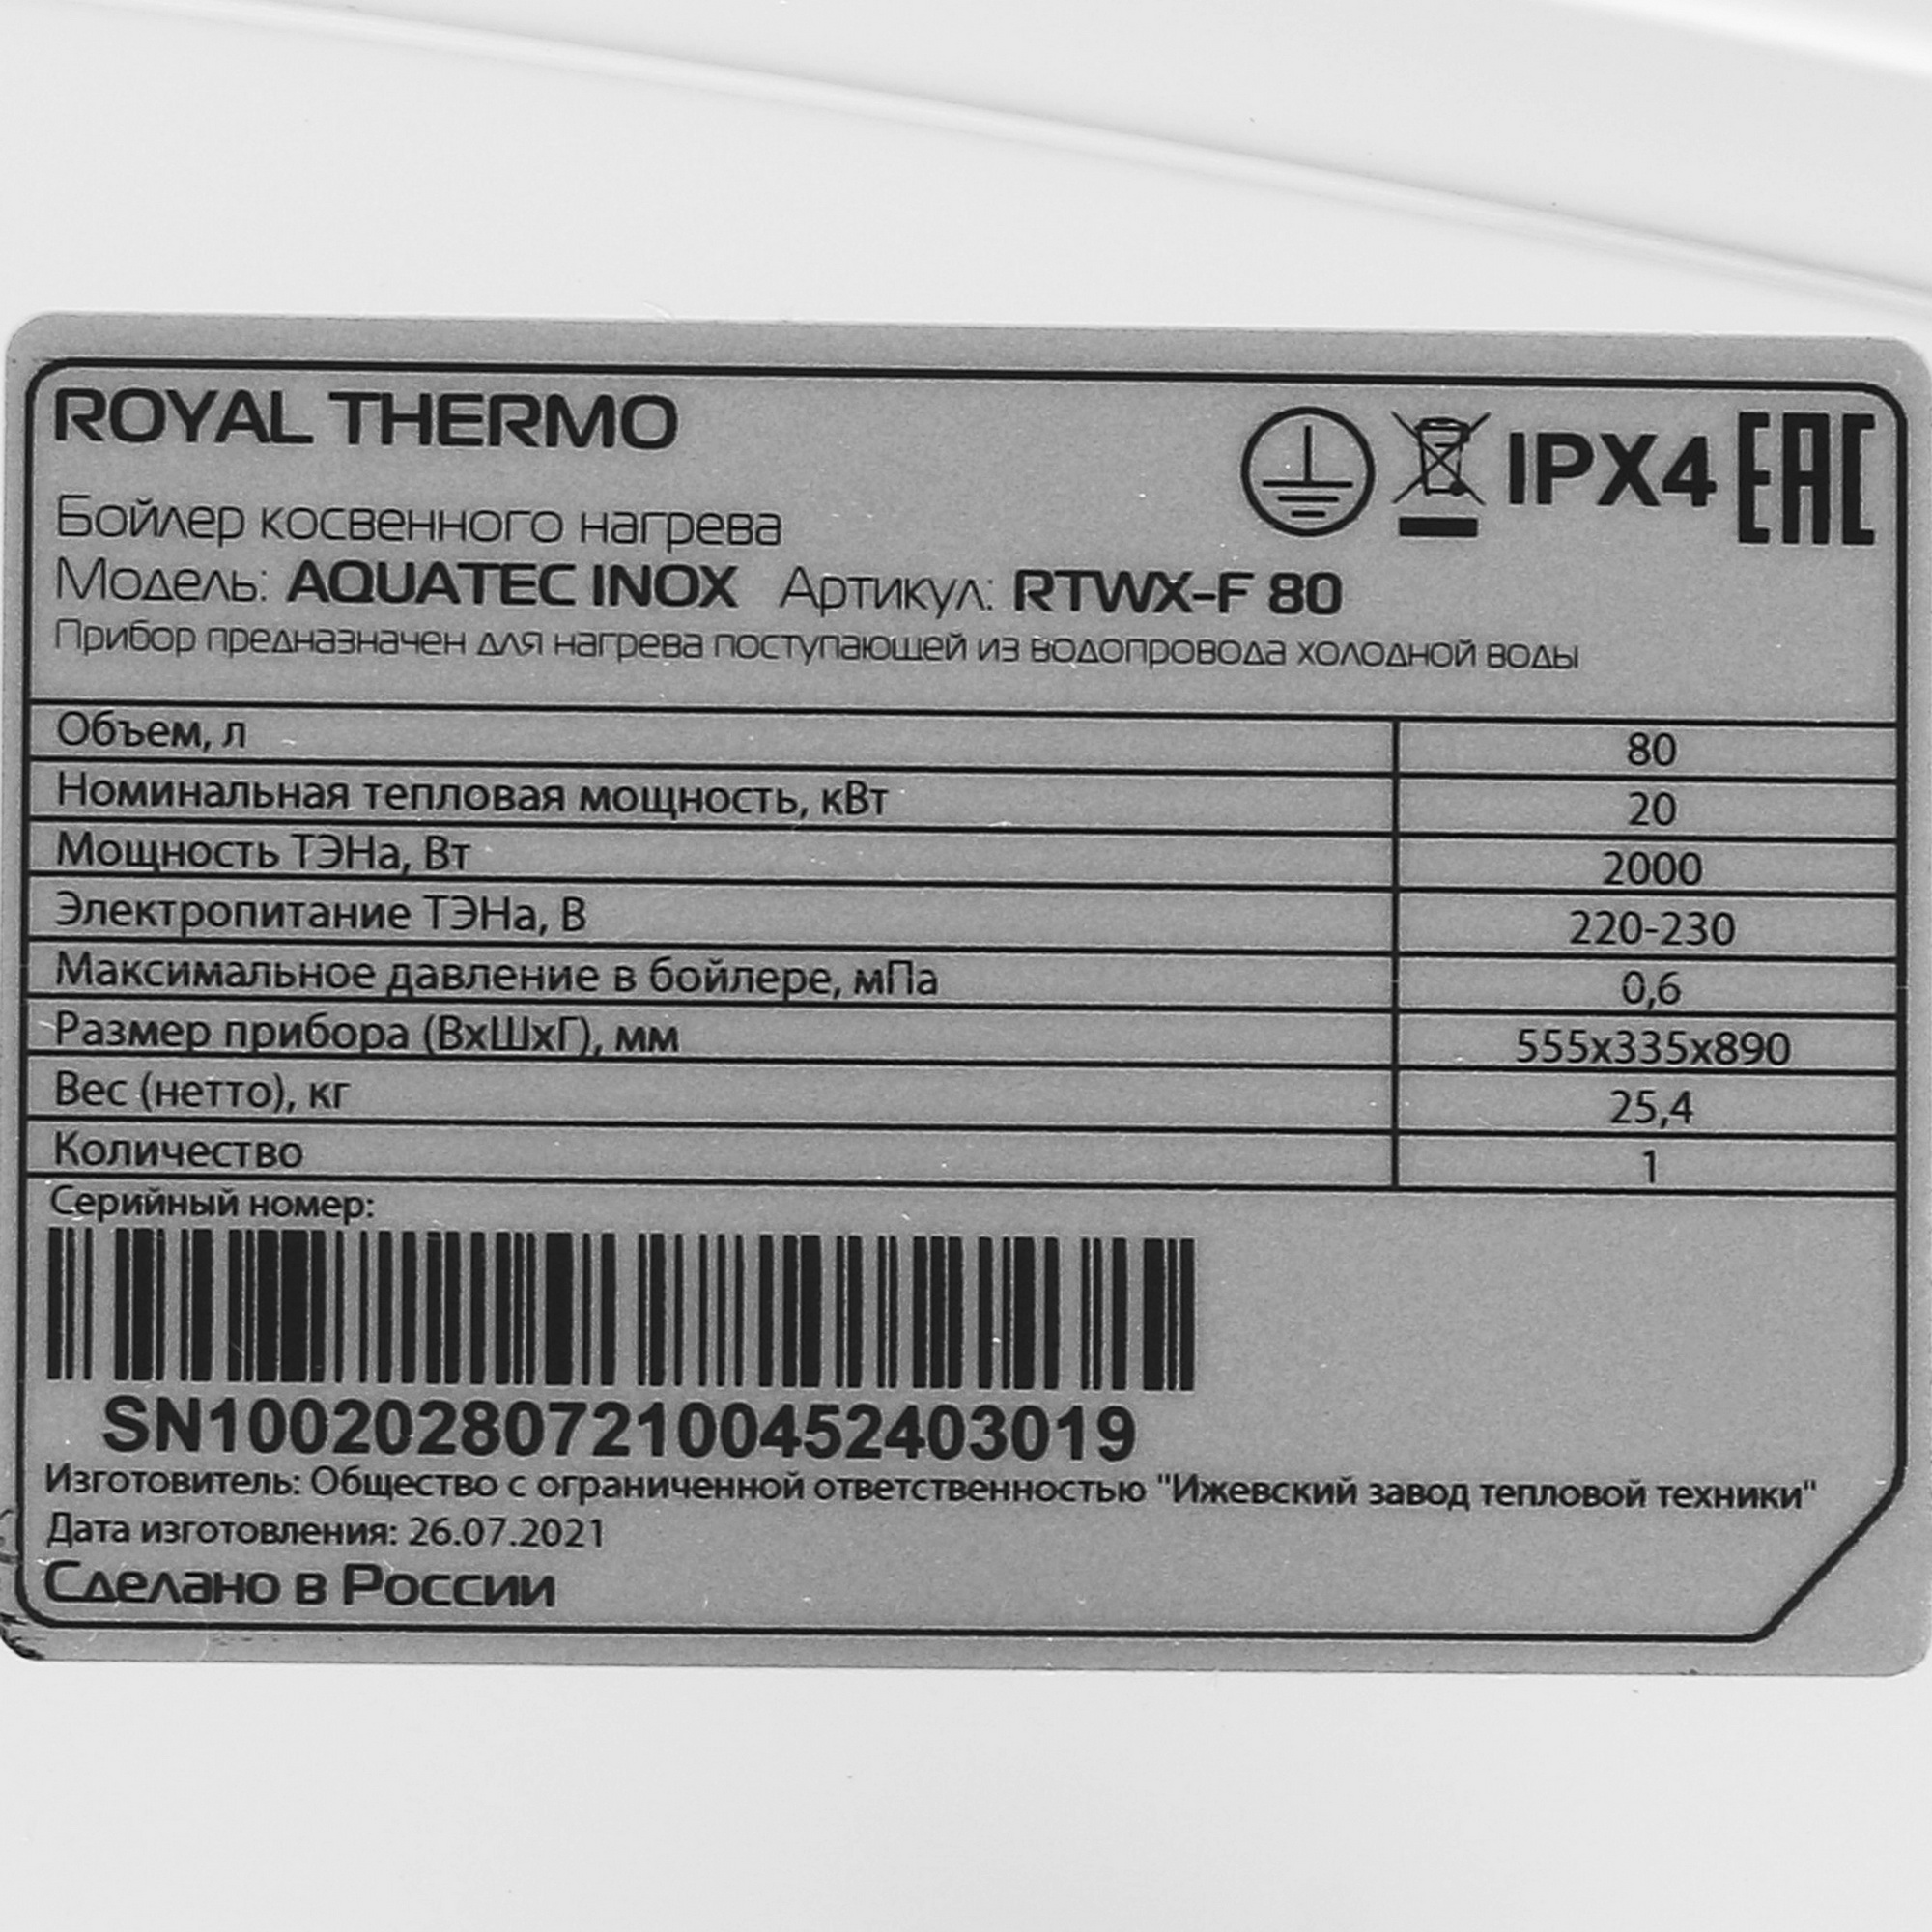 ROYAL THERMO
IPX4 EAC
Бойлер косвенного нагрева
Модель: AQUATEC INOX Артикул: RTWX-F 80
Прибор предназначен для нагрева поступающей из водопровода холодной воды
Объем, л 80
Номинальная тепловая мощность, кВт 20
Мощность ТЭНа, Вт 2000
Электропитание ТЭНа, В 220-230
Максимальное давление в бойлере, мПа 0,6
Размер прибора (ВxШxГ), мм 555x335x890
Вес (нетто), кг 25,4
Количество 1
Серийный номер:
SN1002028072100452403019
Изготовитель: Общество с ограниченной ответственностью "Ижевский завод тепловой техники"
Дата изготовления: 26.07.2021
Сделано в России